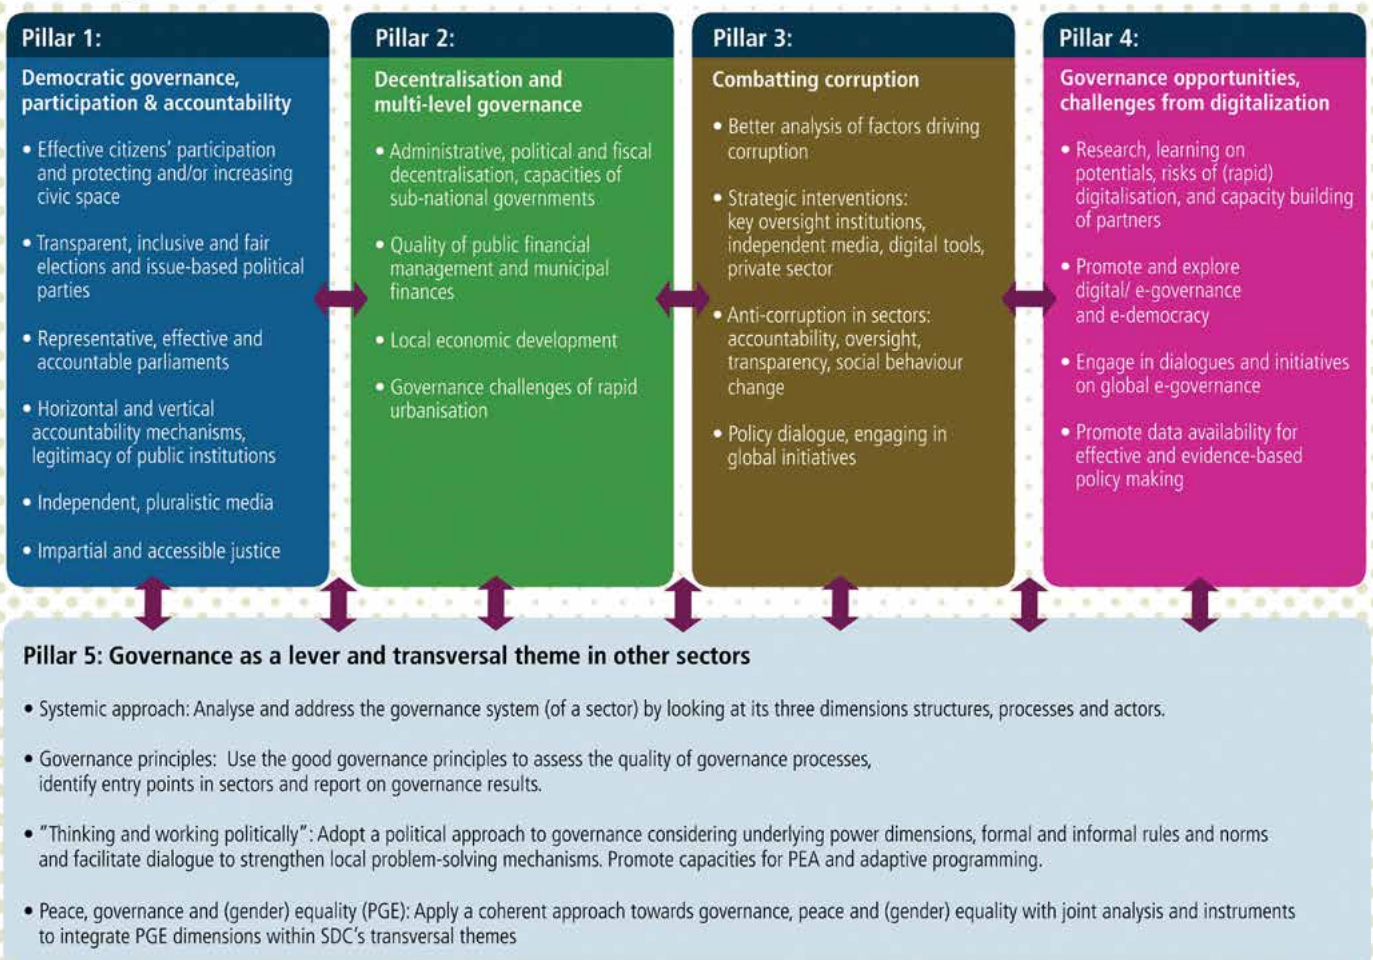 Pillar 1:
Democratic governance,
participation & accountability
• Effective citizens' participation
and protecting and/or increasing
civic space
• Transparent, inclusive and fair
elections and issue-based political
parties
• Representative, effective and
accountable parliaments
• Horizontal and vertical
accountability mechanisms,
legitimacy of public institutions
• Independent, pluralistic media
• Impartial and accessible justice
Pillar 2:
Decentralisation and
multi-level governance
• Administrative, political and fiscal
decentralisation, capacities of
sub-national governments
• Quality of public financial
management and municipal
finances
• Local economic development
• Governance challenges of rapid
urbanisation
Pillar 3:
Combatting corruption
• Better analysis of factors driving
corruption
• Strategic interventions:
key oversight institutions,
independent media, digital tools,
private sector
• Anti-corruption in sectors:
accountability, oversight,
transparency, social behaviour
change
• Policy dialogue, engaging in
global initiatives
Pillar 4:
Governance opportunities,
challenges from digitalization
• Research, learning on
potentials, risks of (rapid)
digitalisation, and capacity building
of partners
• Promote and explore
digital/ e-governance
and e-democracy
• Engage in dialogues and initiatives
on global e-governance
• Promote data availability for
effective and evidence-based
policy making
Pillar 5: Governance as a lever and transversal theme in other sectors
• Systemic approach: Analyse and address the governance system (of a sector) by looking at its three dimensions structures, processes and actors.
• Governance principles: Use the good governance principles to assess the quality of governance processes,
identify entry points in sectors and report on governance results.
• "Thinking and working politically": Adopt a political approach to governance considering underlying power dimensions, formal and informal rules and norms
and facilitate dialogue to strengthen local problem-solving mechanisms. Promote capacities for PEA and adaptive programming.
• Peace, governance and (gender) equality (PGE): Apply a coherent approach towards governance, peace and (gender) equality with joint analysis and instruments
to integrate PGE dimensions within SDC's transversal themes